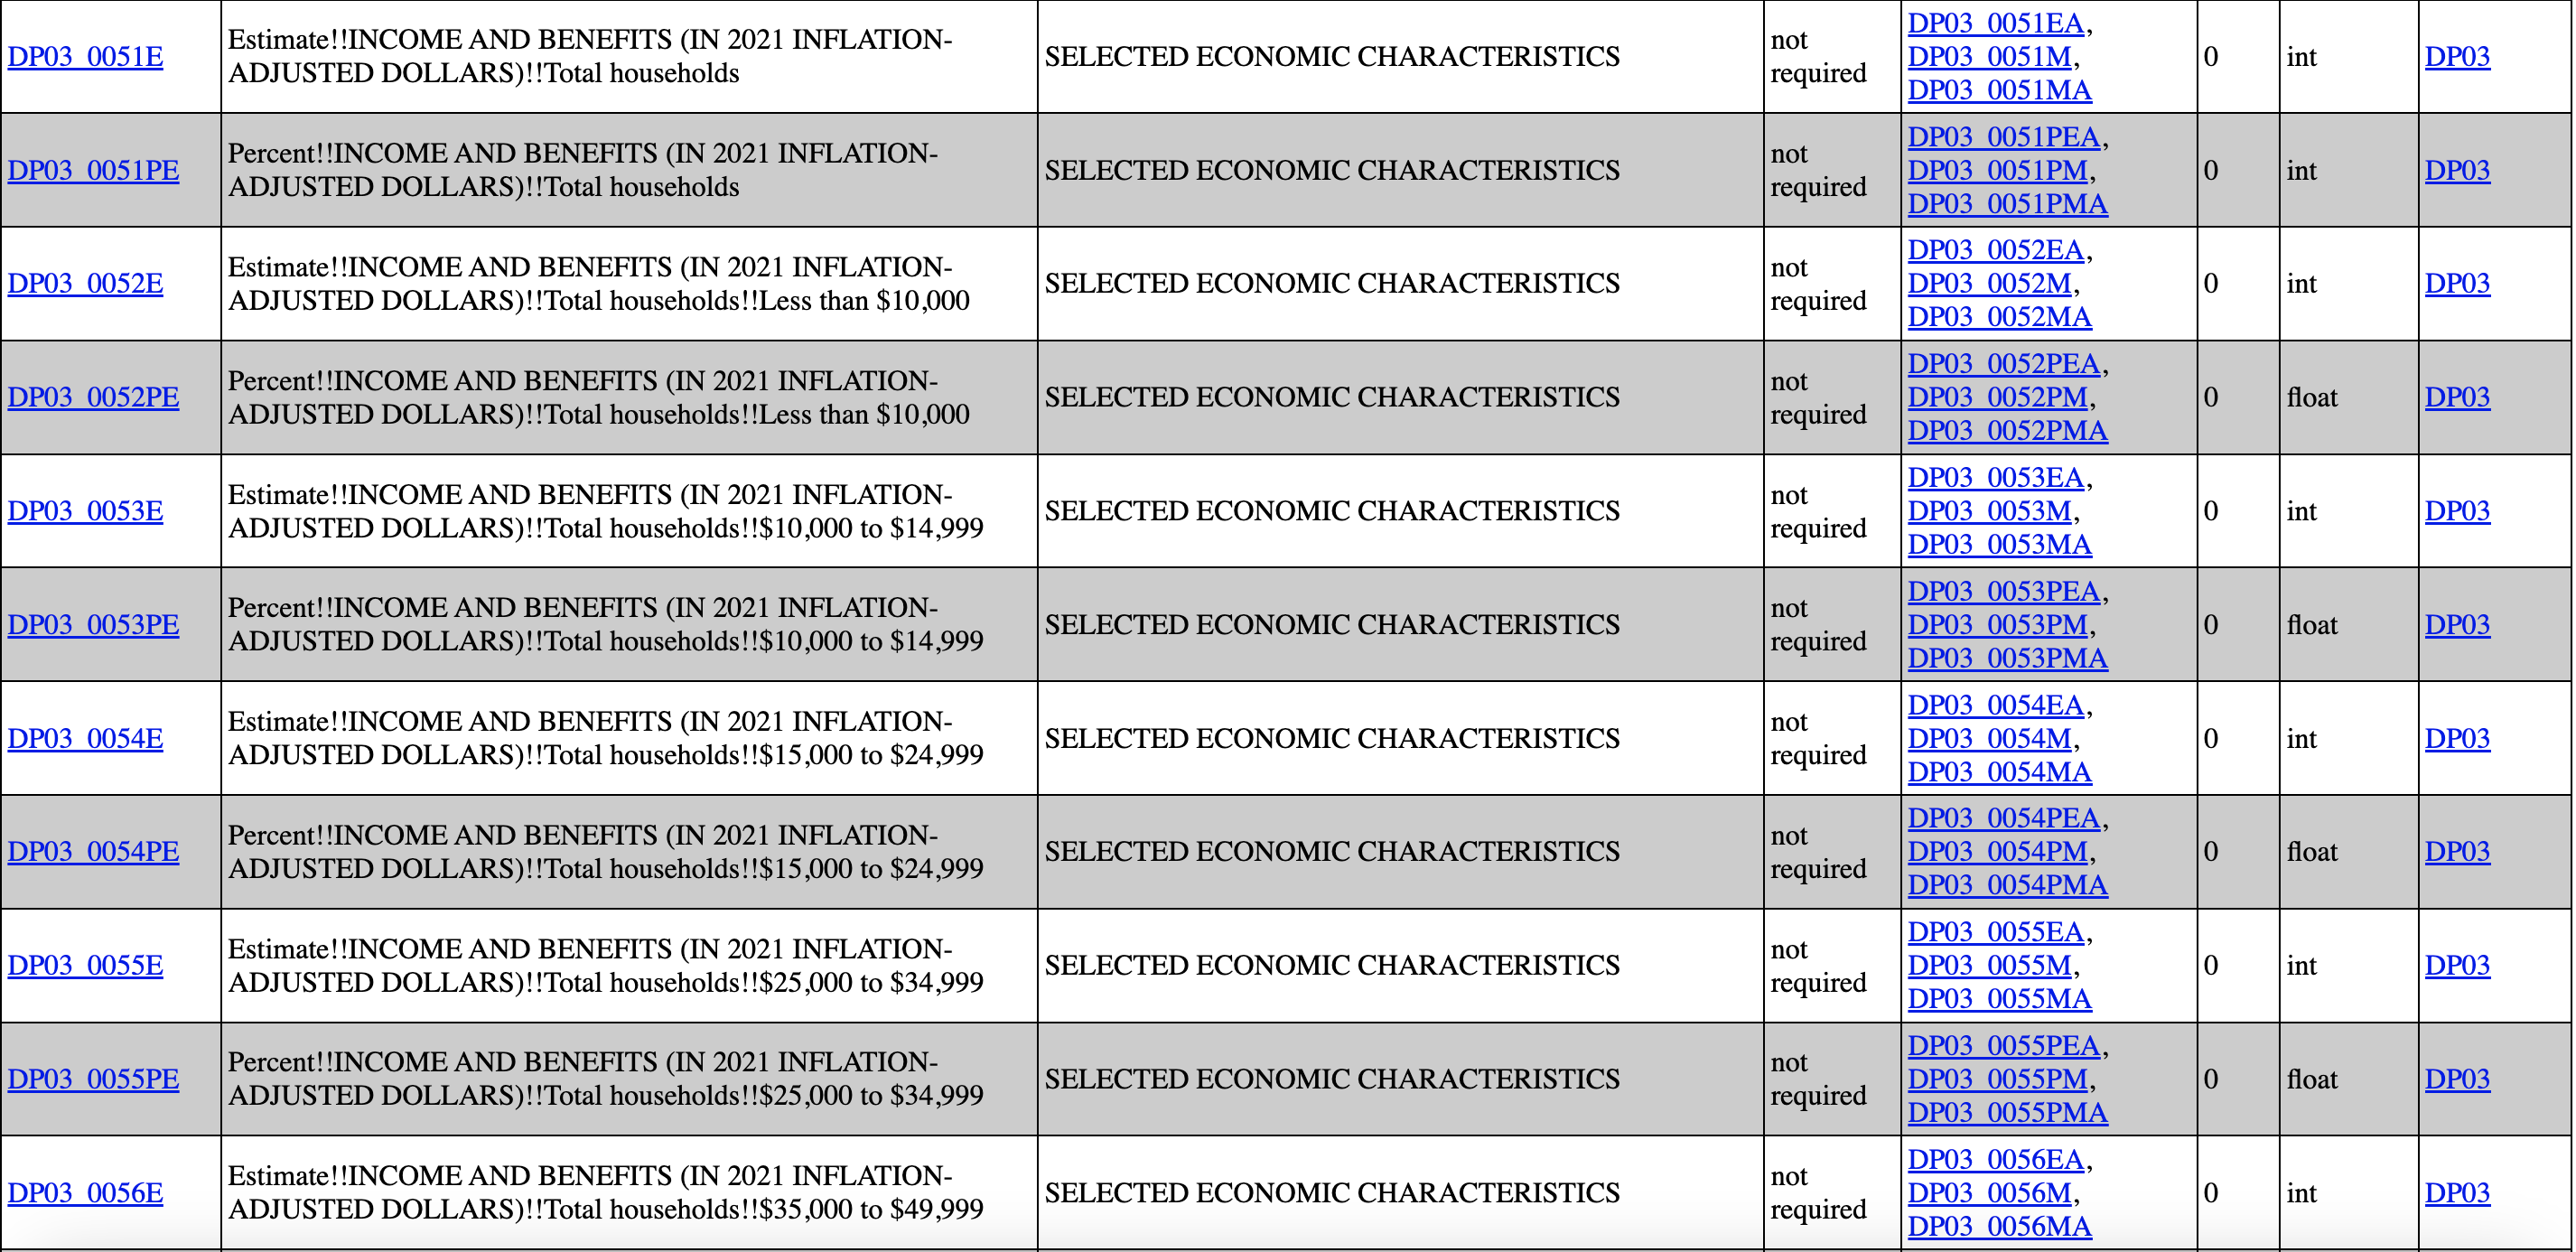 DP03_0051E
Estimate!!INCOME AND BENEFITS (IN 2021 INFLATION-
ADJUSTED DOLLARS)!!Total households
SELECTED ECONOMIC CHARACTERISTICS
not
required
DP03_0051EA,
DP03_0051M,
DP03_0051MA
0
int
DP03
DP03_0051PE
Percent!!INCOME AND BENEFITS (IN 2021 INFLATION-
ADJUSTED DOLLARS)!!Total households
SELECTED ECONOMIC CHARACTERISTICS
not
required
DP03_0051PEA,
DP03_0051PM,
DP03_0051PMA
0
int
DP03
DP03_0052E
Estimate!!INCOME AND BENEFITS (IN 2021 INFLATION-
ADJUSTED DOLLARS)!!Total households!!Less than $10,000
SELECTED ECONOMIC CHARACTERISTICS
not
required
DP03_0052EA,
DP03_0052M,
DP03_0052MA
0
int
DP03
DP03_0052PE
Percent!!INCOME AND BENEFITS (IN 2021 INFLATION-
ADJUSTED DOLLARS)!!Total households!!Less than $10,000
SELECTED ECONOMIC CHARACTERISTICS
not
required
DP03_0052PEA,
DP03_0052PM,
DP03_0052PMA
0
float
DP03
DP03_0053E
Estimate!!INCOME AND BENEFITS (IN 2021 INFLATION-
ADJUSTED DOLLARS)!!Total households!!$10,000 to $14,999
SELECTED ECONOMIC CHARACTERISTICS
not
required
DP03_0053EA,
DP03_0053M,
DP03_0053MA
0
int
DP03
DP03_0053PE
Percent!!INCOME AND BENEFITS (IN 2021 INFLATION-
ADJUSTED DOLLARS)!!Total households!!$10,000 to $14,999
SELECTED ECONOMIC CHARACTERISTICS
not
required
DP03_0053PEA,
DP03_0053PM,
DP03_0053PMA
0
float
DP03
DP03_0054E
Estimate!!INCOME AND BENEFITS (IN 2021 INFLATION-
ADJUSTED DOLLARS)!!Total households!!$15,000 to $24,999
SELECTED ECONOMIC CHARACTERISTICS
not
required
DP03_0054EA,
DP03_0054M,
DP03_0054MA
0
int
DP03
DP03_0054PE
Percent!!INCOME AND BENEFITS (IN 2021 INFLATION-
ADJUSTED DOLLARS)!!Total households!!$15,000 to $24,999
SELECTED ECONOMIC CHARACTERISTICS
not
required
DP03_0054PEA,
DP03_0054PM,
DP03_0054PMA
0
float
DP03
DP03_0055E
Estimate!!INCOME AND BENEFITS (IN 2021 INFLATION-
ADJUSTED DOLLARS)!!Total households!!$25,000 to $34,999
SELECTED ECONOMIC CHARACTERISTICS
not
required
DP03_0055EA,
DP03_0055M,
DP03_0055MA
0
int
DP03
DP03_0055PE
Percent!!INCOME AND BENEFITS (IN 2021 INFLATION-
ADJUSTED DOLLARS)!!Total households!!$25,000 to $34,999
SELECTED ECONOMIC CHARACTERISTICS
not
required
DP03_0055PEA,
DP03_0055PM,
DP03_0055PMA
0
float
DP03
DP03_0056E
Estimate!!INCOME AND BENEFITS (IN 2021 INFLATION-
ADJUSTED DOLLARS)!!Total households!!$35,000 to $49,999
SELECTED ECONOMIC CHARACTERISTICS
not
required
DP03_0056EA,
DP03_0056M,
DP03_0056MA
0
int
DP03